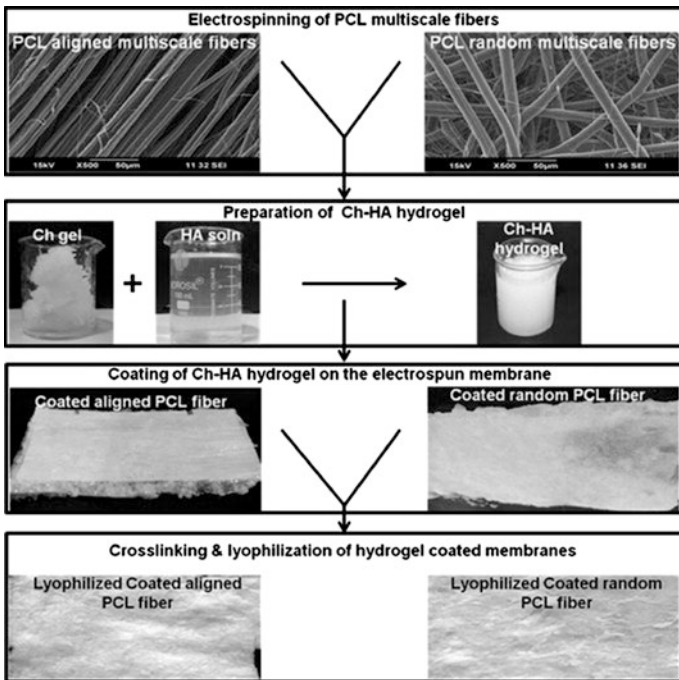 Electrospinning of PCL multiscale fibers
PCL aligned multiscale fibers
PCL random multiscale fibers
15kV X500 50µm 11 32 SEI
15kV X500 50µm 11 36 SEI
Preparation of Ch-HA hydrogel
Ch gel
+
HA soln
Ch-HA
hydrogel
Coating of Ch-HA hydrogel on the electrospun membrane
Coated aligned PCL fiber
Coated random PCL fiber
Crosslinking & lyophilization of hydrogel coated membranes
Lyophilized Coated aligned
PCL fiber
Lyophilized Coated random
PCL fiber